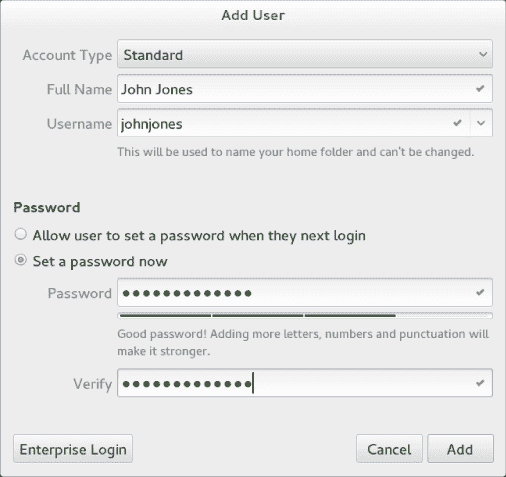 Add User
Account Type Standard
Full Name John Jones
Username johnjones
This will be used to name your home folder and can't be changed.
Password
Allow user to set a password when they next login
Set a password now
Password ●●●●●●●●●●●●●
Good password! Adding more letters, numbers and punctuation will
make it stronger.
Verify ●●●●●●●●●●●●●
Enterprise Login Cancel Add